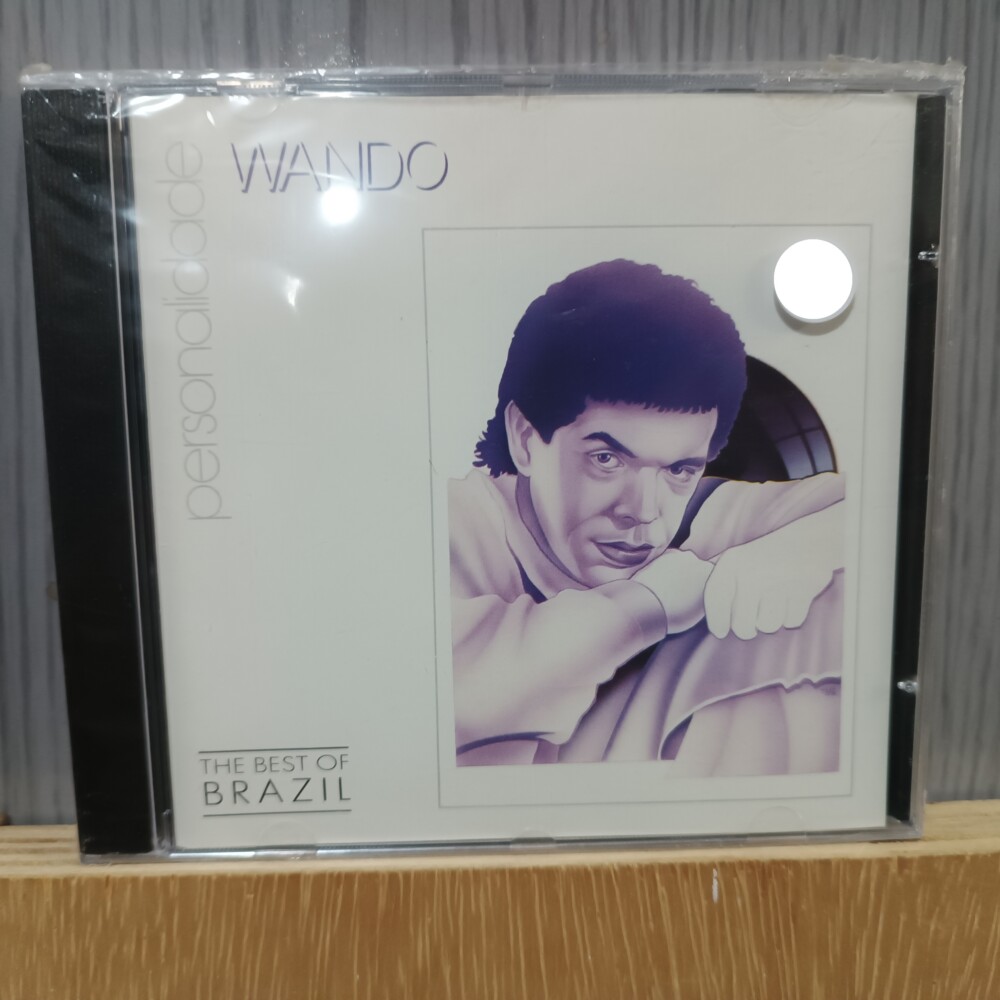 WANDO
personalidade
THE BEST OF
BRAZIL